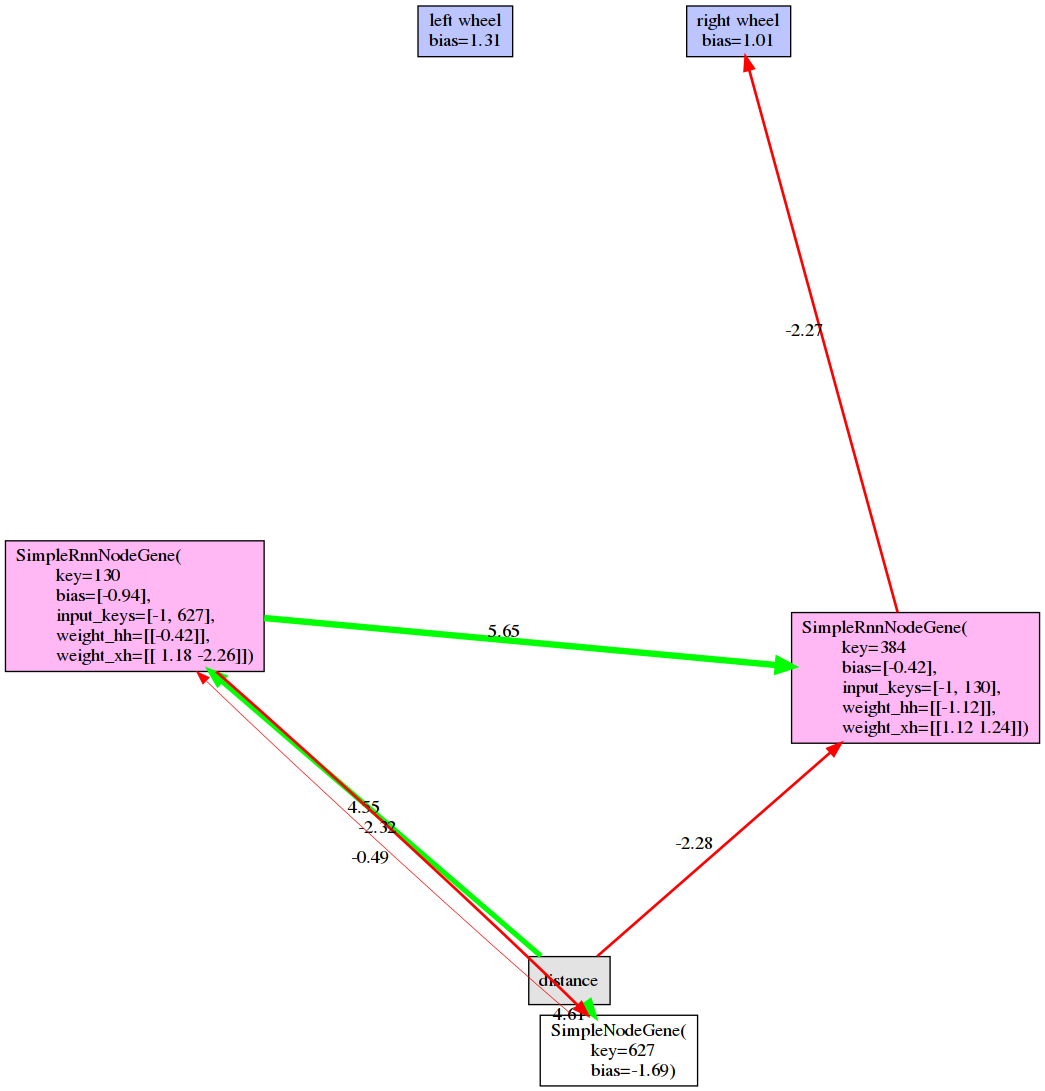 left wheel
bias=1.31
right wheel
bias=1.01
-2.27
SimpleRnnNodeGene(
key=130
bias=[-0.94],
input_keys=[-1, 627],
weight_hh=[[-0.42]],
weight_xh=[[ 1.18 -2.26]])
5.65
SimpleRnnNodeGene(
key=384
bias=[-0.42],
input_keys=[-1, 130],
weight_hh=[[-1.12]],
weight_xh=[[1.12 1.24]])
4.55
-2.32
-0.49
-2.28
distance
4.61
SimpleNodeGene(
key=627
bias=-1.69)